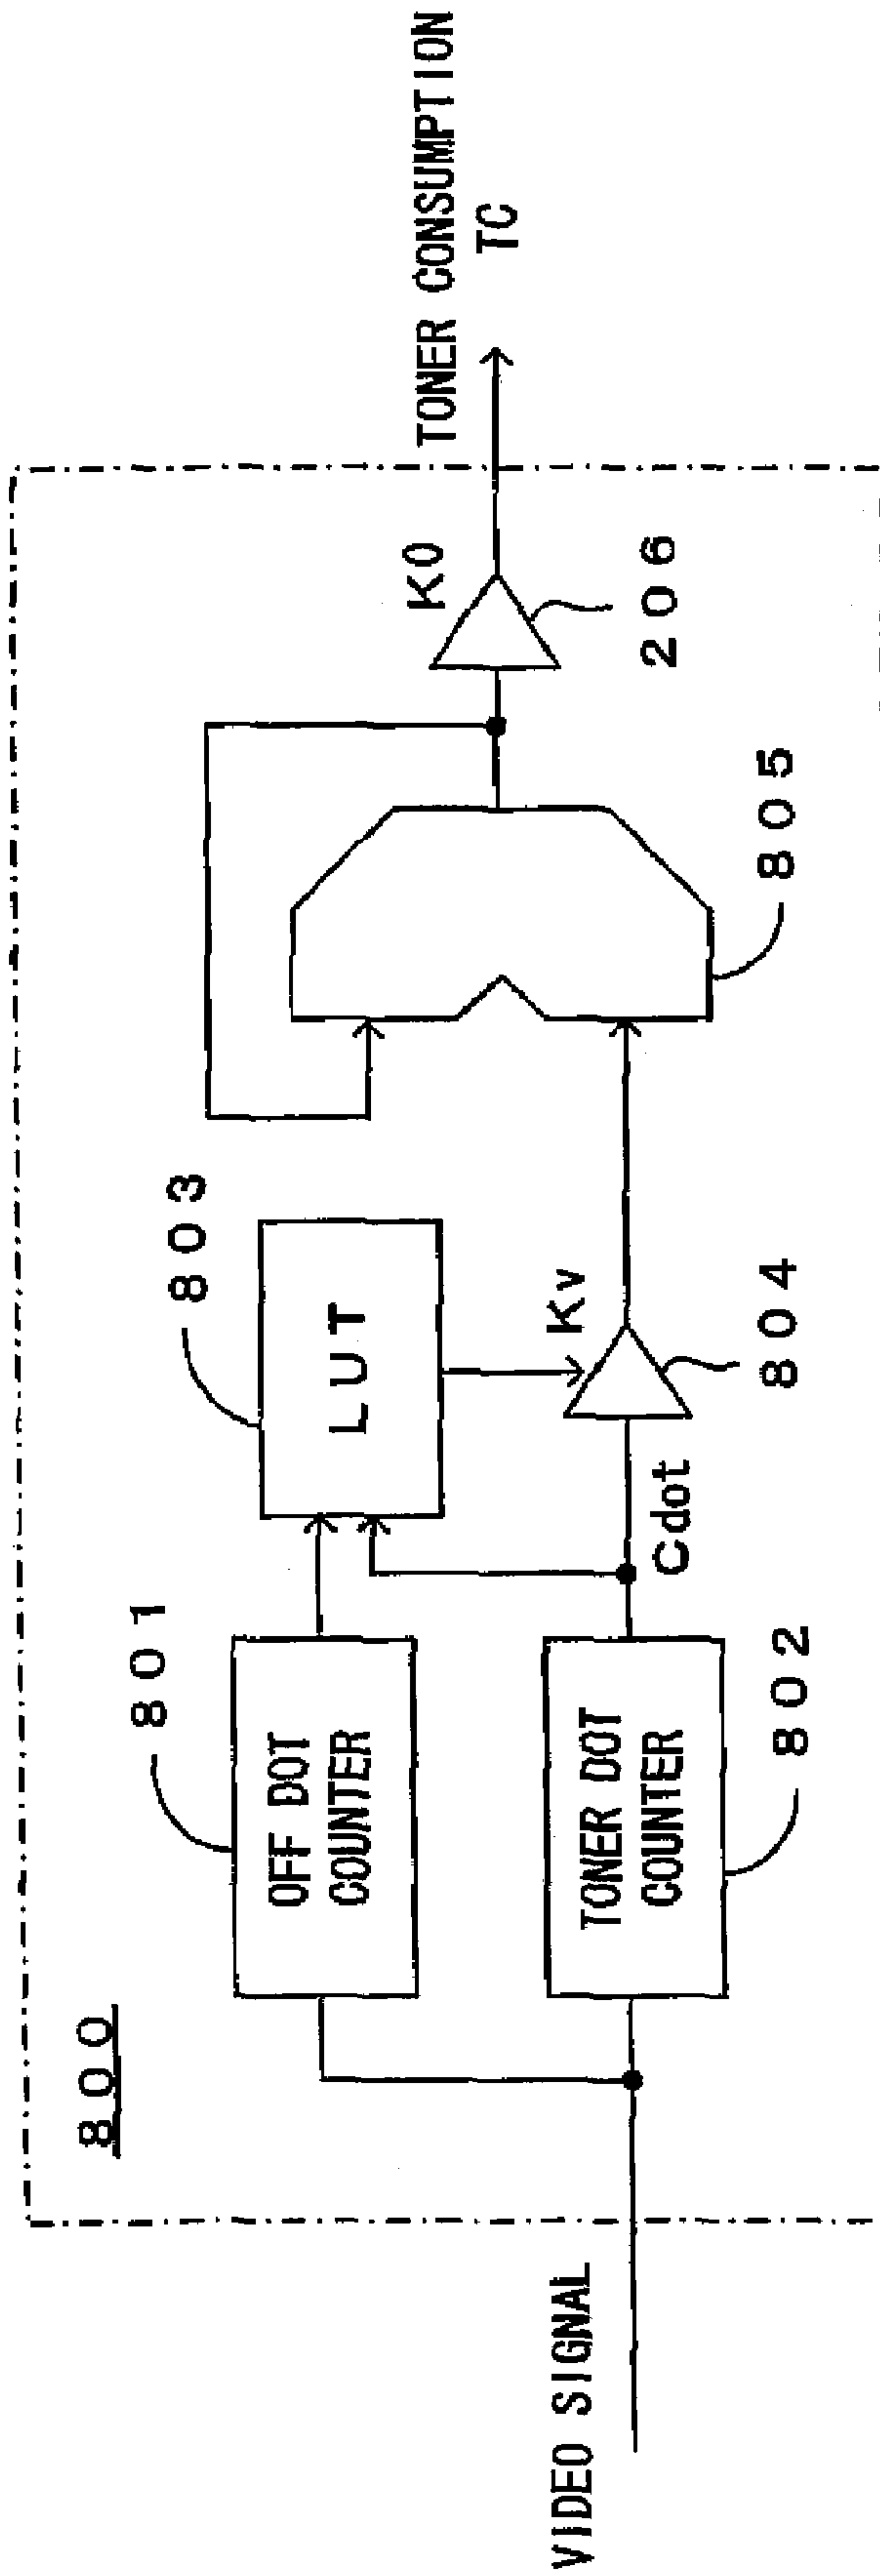 800
VIDEO SIGNAL
OFF DOT
COUNTER
801
TONER DOT
COUNTER
802
Cdot
LUT
803
Kv
804
805
K0
206
TONER CONSUMPTION
TC